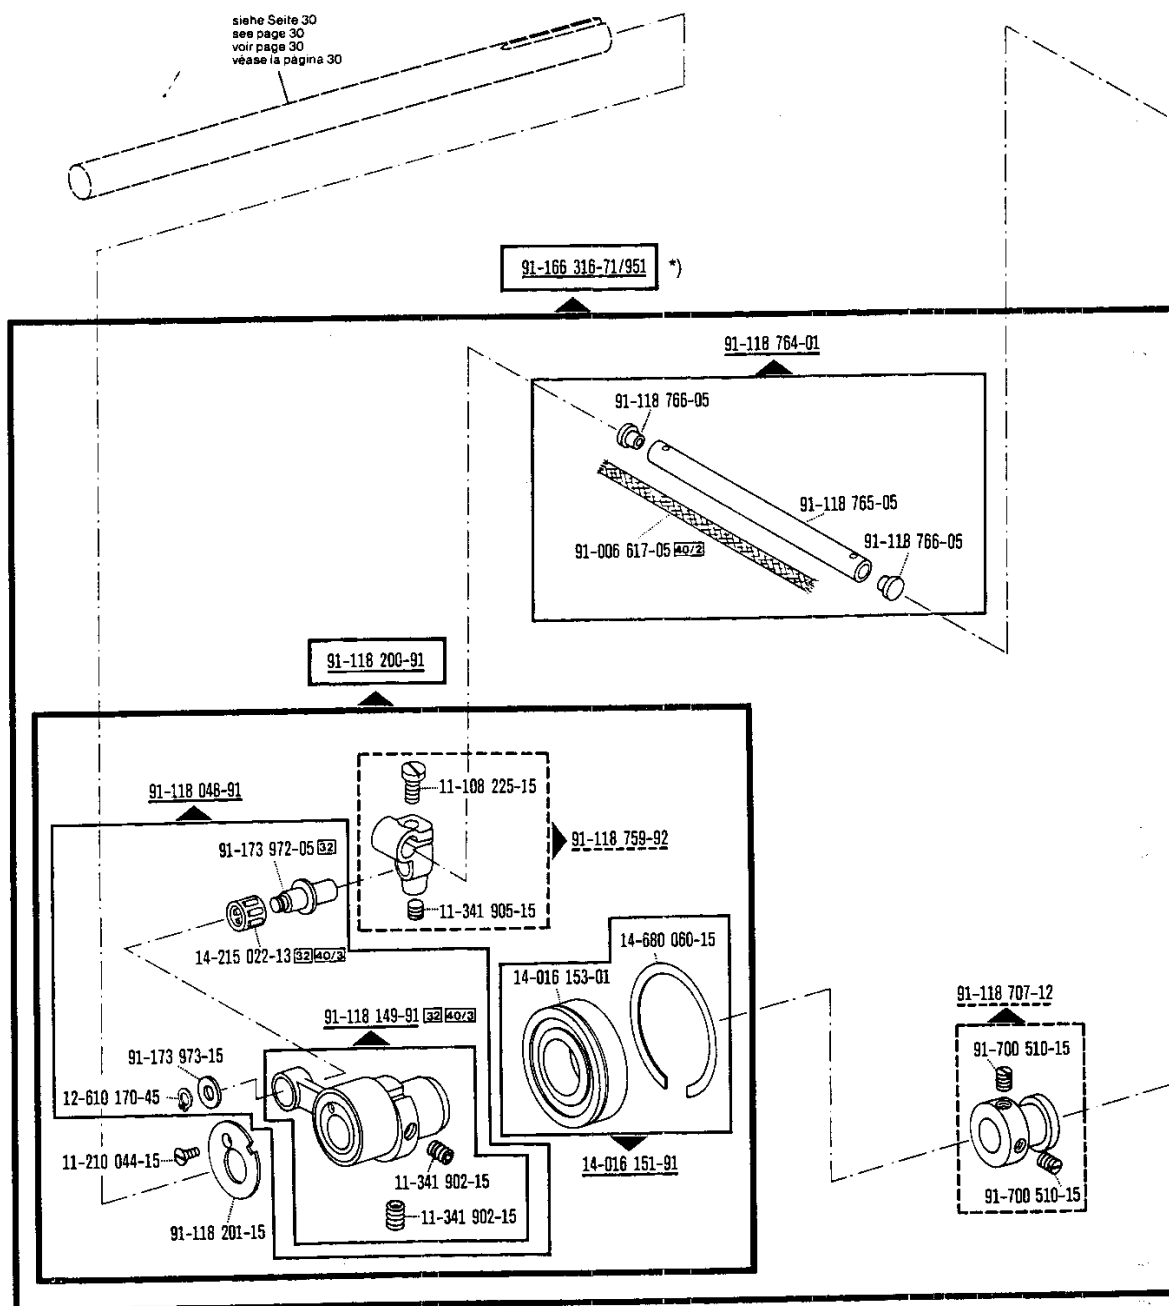 siehe Seite 30
see page 30
voir page 30
véase la página 30
91-166 316-71/951 *)
91-118 764-01
91-118 766-05
91-118 765-05
91-006 617-05 40/2
91-118 766-05
91-118 200-91
11-108 225-15
91-118 048-91
91-118 759-92
91-173 972-05 32
11-341 905-15
14-215 022-13 32 40/3
14-680 060-15
14-016 153-01
91-118 149-91 32 40/3
91-118 707-12
91-173 973-15
91-700 510-15
12-610 170-45
11-210 044-15
14-016 151-91
11-341 902-15
91-700 510-15
11-341 902-15
91-118 201-15